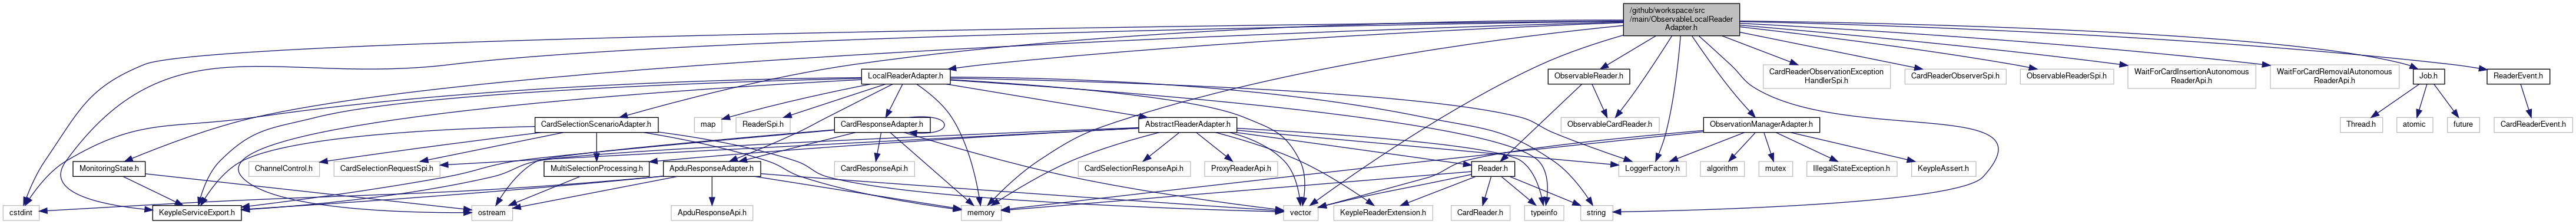 /github/workspace/src
/main/ObservableLocalReader
Adapter.h
LocalReaderAdapter.h
ObservableReader.h
CardReaderObservationException
HandlerSpi.h
CardReaderObserverSpi.h
ObservableReaderSpi.h
WaitForCardInsertionAutonomous
ReaderApi.h
WaitForCardRemovalAutonomous
ReaderApi.h
Job.h
ReaderEvent.h
CardSelectionScenarioAdapter.h
map
ReaderSpi.h
CardResponseAdapter.h
AbstractReaderAdapter.h
ObservableCardReader.h
ObservationManagerAdapter.h
Thread.h
atomic
future
CardReaderEvent.h
MonitoringState.h
ChannelControl.h
CardSelectionRequestSpi.h
MultiSelectionProcessing.h
ApduResponseAdapter.h
CardResponseApi.h
CardSelectionResponseApi.h
ProxyReaderApi.h
Reader.h
LoggerFactory.h
algorithm
mutex
IllegalStateException.h
KeypleAssert.h
cstdint
KeypleServiceExport.h
ostream
ApduResponseApi.h
memory
vector
KeypleReaderExtension.h
CardReader.h
typeinfo
string